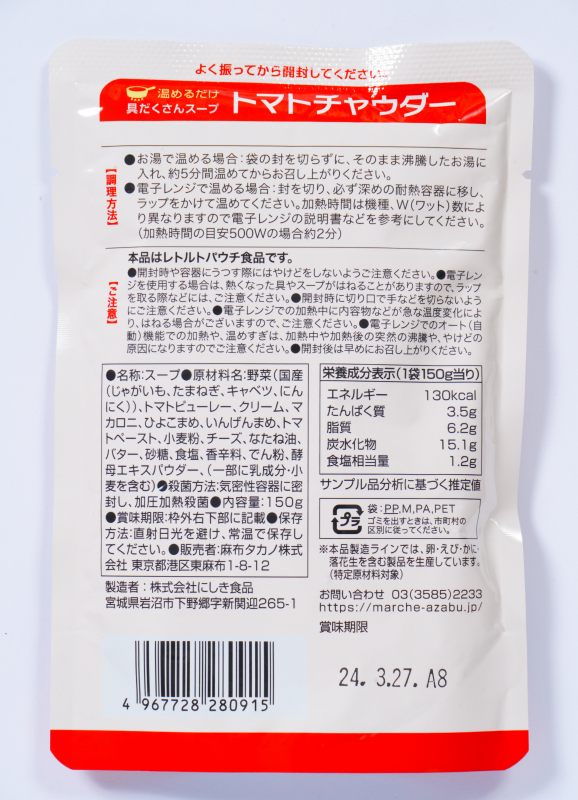 よく振ってから開封してください。
温めるだけ
具だくさんスープ
トマトチャウダー
【調理方法】
●お湯で温める場合：袋の封を切らずに、そのまま沸騰したお湯に
入れ、約5分間温めてからお召し上がりください。
●電子レンジで温める場合：封を切り、必ず深めの耐熱容器に移し、
ラップをかけて温めてください。加熱時間は機種、W(ワット)数によ
り異なりますので電子レンジの説明書などを参考にしてください。
(加熱時間の目安500Wの場合約2分)
【ご注意】
本品はレトルトパウチ食品です。
●開封時や容器にうつす際にはやけどをしないようご注意ください。●電子レン
ジを使用する場合は、熱くなった具やスープがはねることがありますので、ラップ
を取る際などには、ご注意ください。●開封時に切り口で手などを切らないよう
にご注意ください。●電子レンジでの加熱中に内容物などが急な温度変化によ
り、はねる場合がございますので、ご注意ください。●電子レンジでのオート(自
動)機能での加熱や、温めすぎは、加熱中や加熱後の突然の沸騰や、やけどの
原因になりますのでご注意ください。●開封後は早めにお召し上がりください。
●名称：スープ●原材料名：野菜(国産
(じゃがいも、たまねぎ、キャベツ、にん
にく))、トマトピューレー、クリーム、マ
カロニ、ひよこまめ、いんげんまめ、トマ
トペースト、小麦粉、チーズ、なたね油、
バター、砂糖、食塩、香辛料、でん粉、酵
母エキスパウダー、(一部に乳成分・小
麦を含む)●殺菌方法：気密性容器に密
封し、加圧加熱殺菌●内容量：150g
●賞味期限：枠外右下部に記載●保存
方法：直射日光を避け、常温で保存し
てください。●販売者：麻布タカノ株式会
社 東京都港区東麻布1-8-12
製造者：株式会社にしき食品
宮城県岩沼市下野郷字新関迎265-1
4 967728 280915
栄養成分表示(1袋150g当り)
エネルギー 130kcal
たんぱく質 3.5g
脂質 6.2g
炭水化物 15.1g
食塩相当量 1.2g
サンプル品分析に基づく推定値
プラ
袋：PP,M,PA,PET
ゴミを出すときは、市町村の
区別に従ってください。
※本品製造ラインでは、卵・えび・かに・
落花生を含む製品を生産しています。
(特定原材料対象)
お問い合わせ 03(3585)2233
https://marche-azabu.jp/
賞味期限
24. 3.27. A8